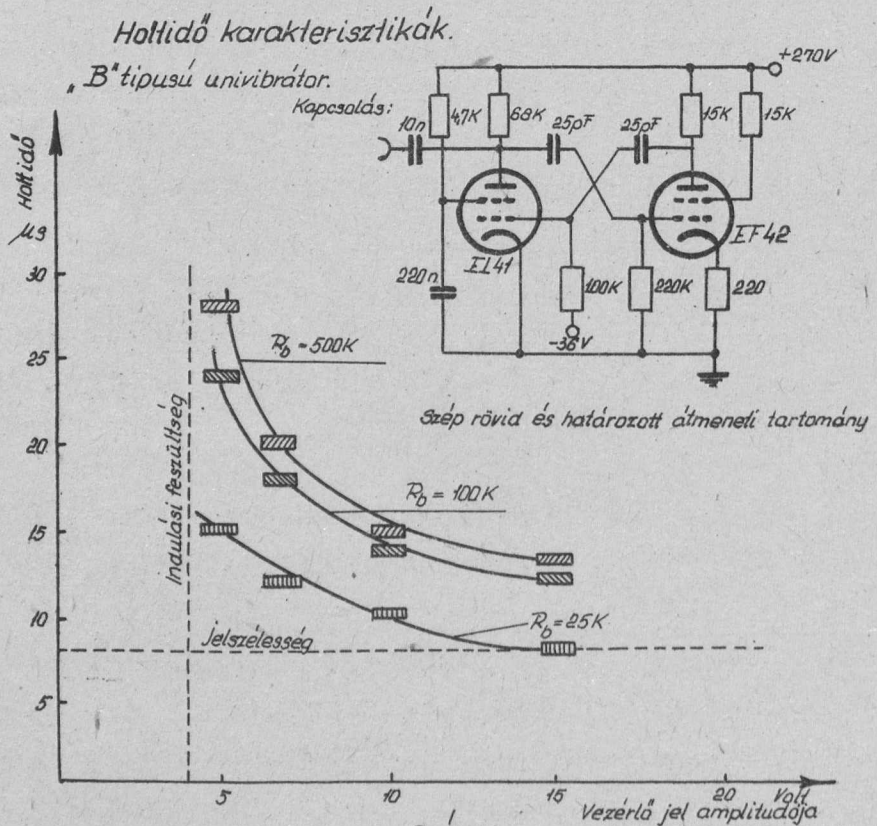 Holtidő karakterisztikák.
"B" tipusú univibrátor.
Kapcsolás:
+270V
10n
4,7K
68K
25pF
25pF
15K
15K
EL41
EF42
220n
100K
220K
220
-36V
Szép rövid és határozott átmeneti tartomány
Holtidő
μs
30
25
20
15
10
5
Indulási feszültség
Rb = 500K
Rb = 100K
Rb = 25K
Jelszélesség
5
10
15
20
Volt
Vezérlő jel amplitudója